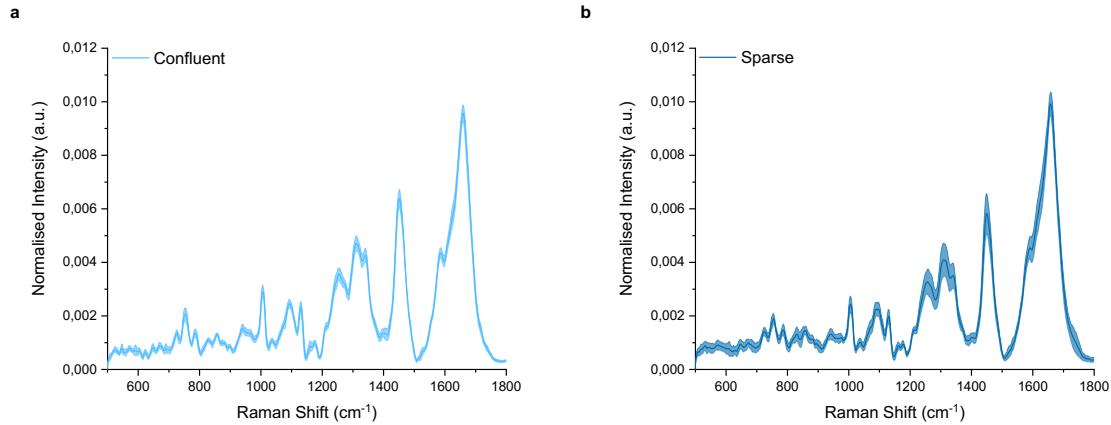 a
0,012
Confluent
0,010
0,008
0,006
0,004
0,002
0,000
Normalised Intensity (a.u.)
600 800 1000 1200 1400 1600 1800
Raman Shift (cm⁻¹)
b
0,012
Sparse
0,010
0,008
0,006
0,004
0,002
0,000
Normalised Intensity (a.u.)
600 800 1000 1200 1400 1600 1800
Raman Shift (cm⁻¹)